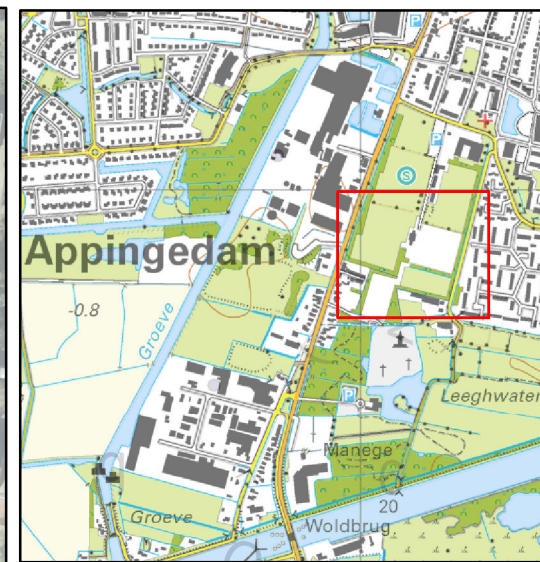 P
S
P
Appingedam
-0.8
Groeve
Leeghwater
P
Manege
20
Groeve
Woldbrug